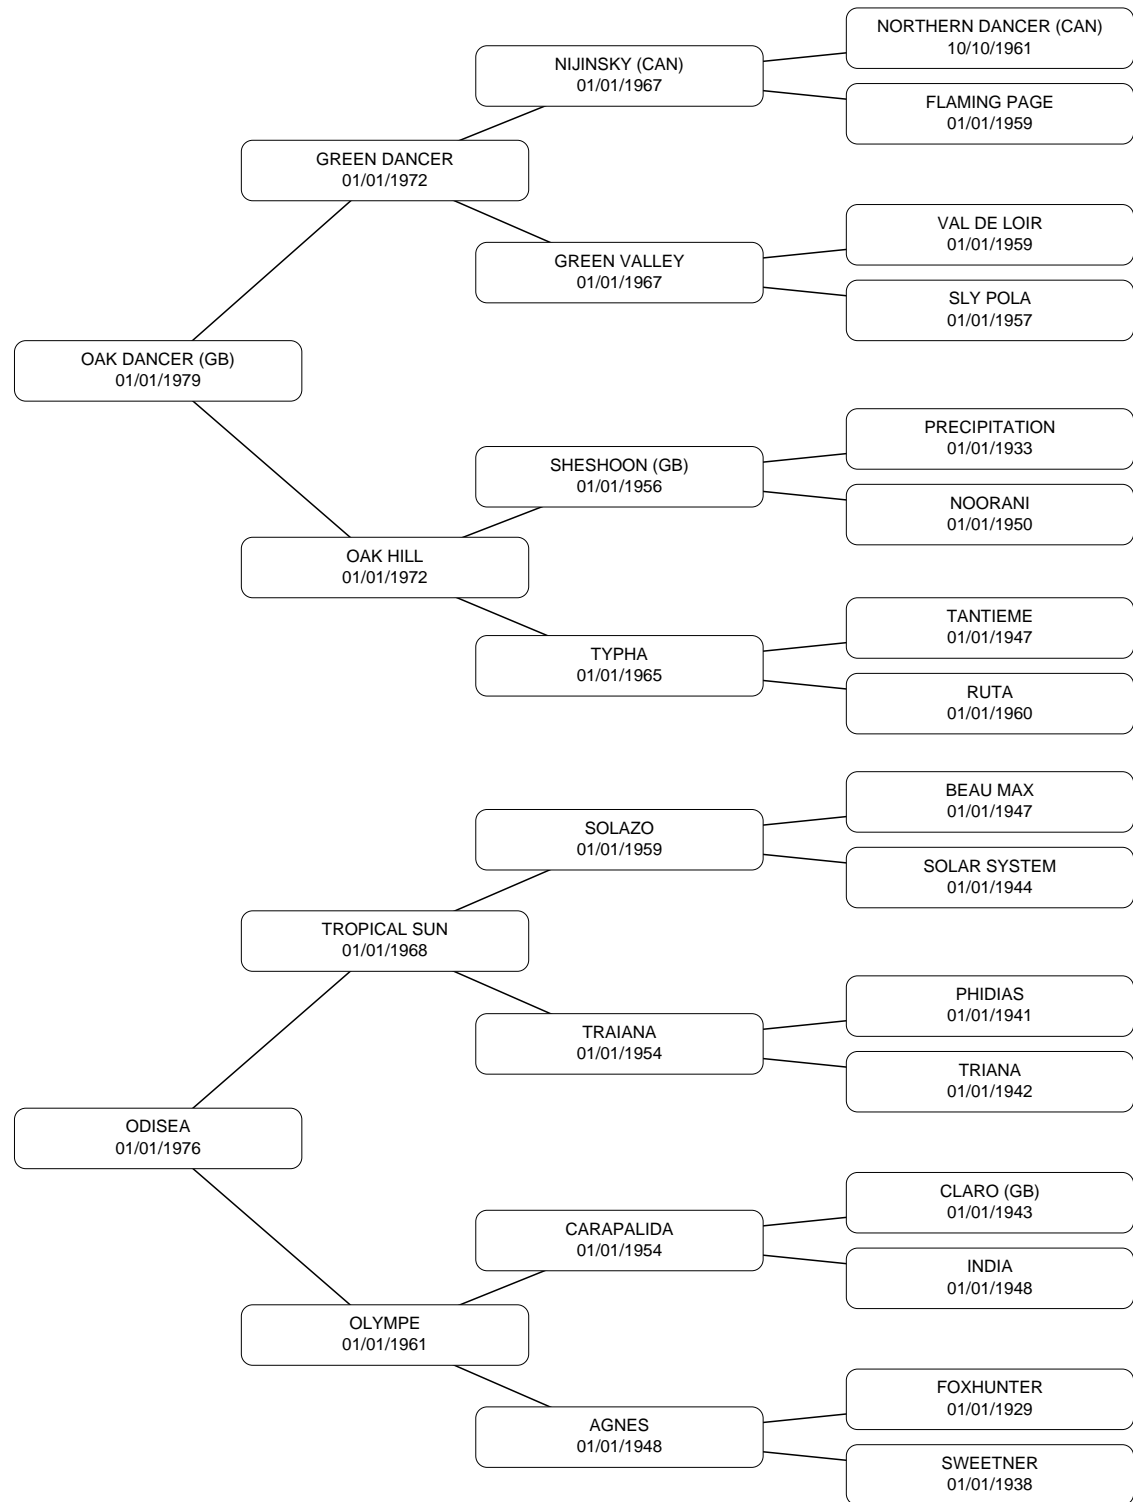 NORTHERN DANCER (CAN)
10/10/1961
NIJINSKY (CAN)
01/01/1967
FLAMING PAGE
01/01/1959
GREEN DANCER
01/01/1972
VAL DE LOIR
01/01/1959
GREEN VALLEY
01/01/1967
SLY POLA
01/01/1957
OAK DANCER (GB)
01/01/1979
PRECIPITATION
01/01/1933
SHESHOON (GB)
01/01/1956
NOORANI
01/01/1950
OAK HILL
01/01/1972
TANTIEME
01/01/1947
TYPHA
01/01/1965
RUTA
01/01/1960
BEAU MAX
01/01/1947
SOLAZO
01/01/1959
SOLAR SYSTEM
01/01/1944
TROPICAL SUN
01/01/1968
PHIDIAS
01/01/1941
TRAIANA
01/01/1954
TRIANA
01/01/1942
ODISEA
01/01/1976
CLARO (GB)
01/01/1943
CARAPALIDA
01/01/1954
INDIA
01/01/1948
OLYMPE
01/01/1961
FOXHUNTER
01/01/1929
AGNES
01/01/1948
SWEETNER
01/01/1938